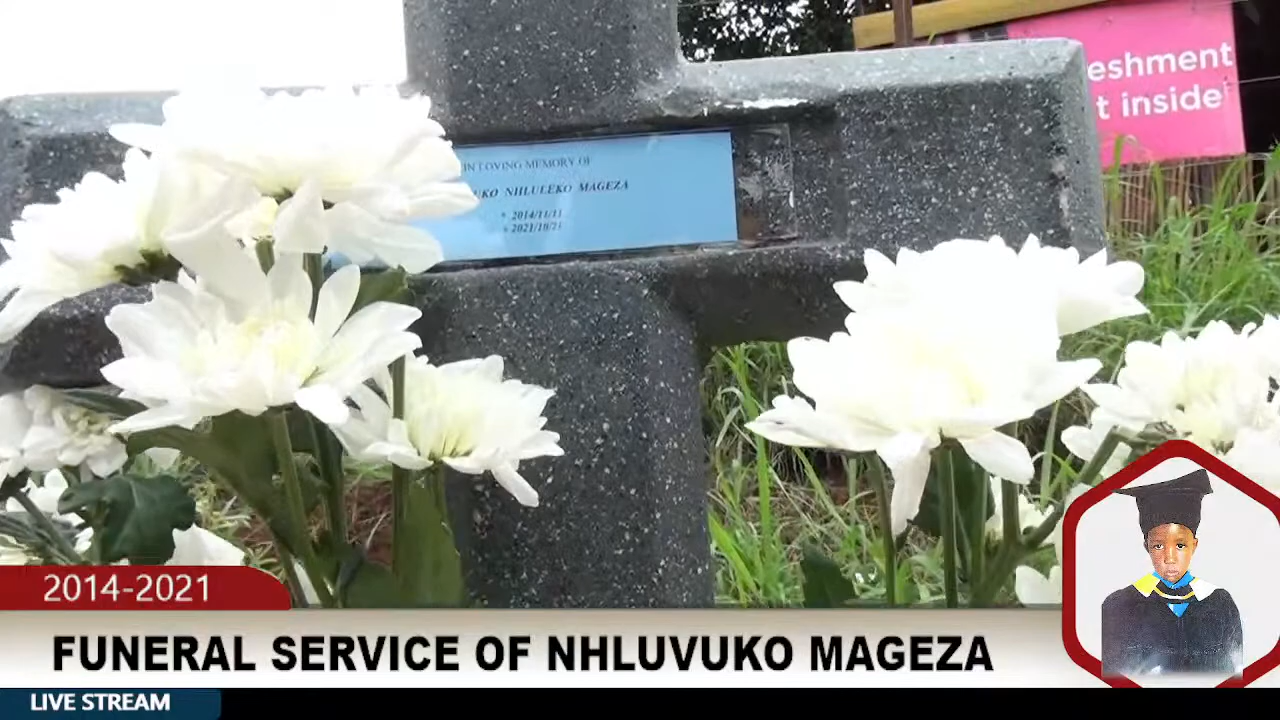 eshment
t inside
IN LOVING MEMORY OF
UKO NHLULEKO MAGEZA
* 2014/11/11
2014-2021
FUNERAL SERVICE OF NHLUVUKO MAGEZA
LIVE STREAM